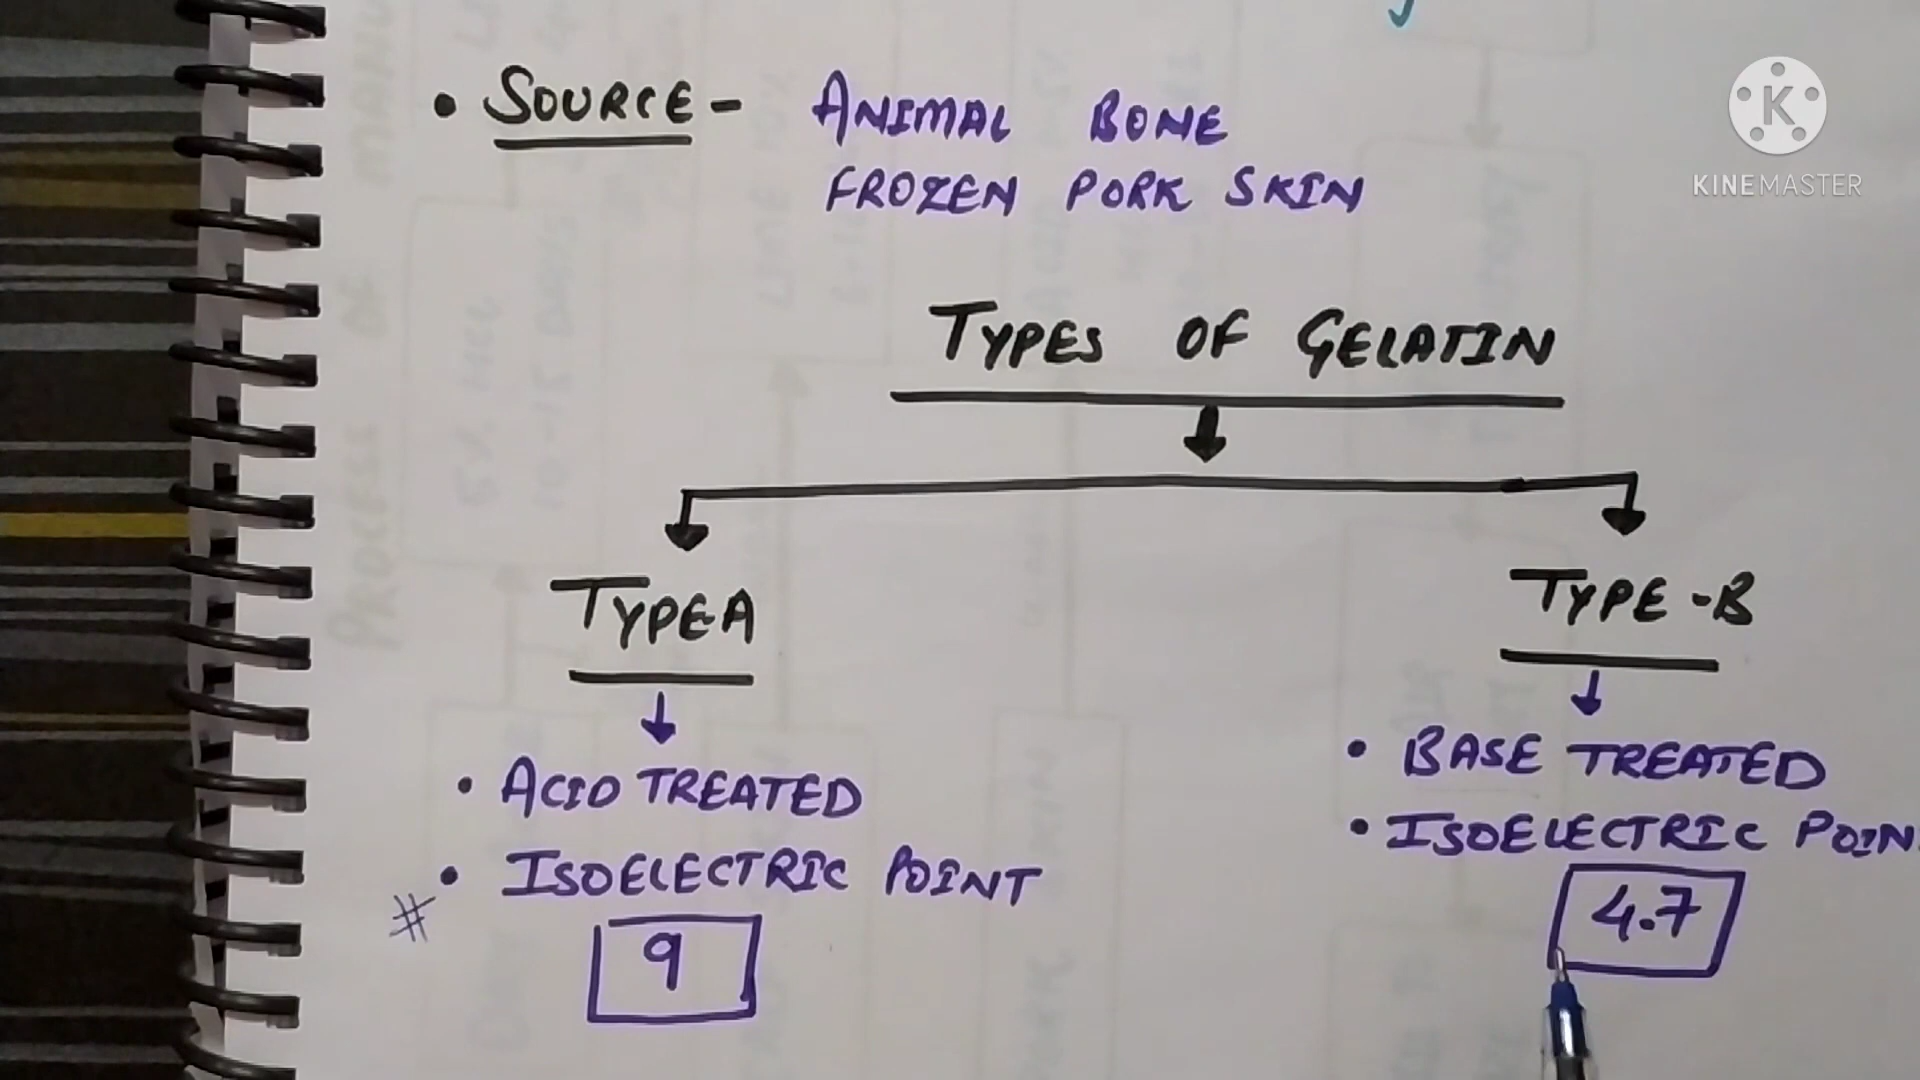 • SOURCE - ANIMAL BONE
FROZEN PORK SKIN
K
KINEMASTER
TYPES OF GELATIN
TYPE-A
TYPE-B
• ACID TREATED
• ISOELECTRIC POINT
# 9
• BASE TREATED
• ISOELECTRIC POIN
4.7